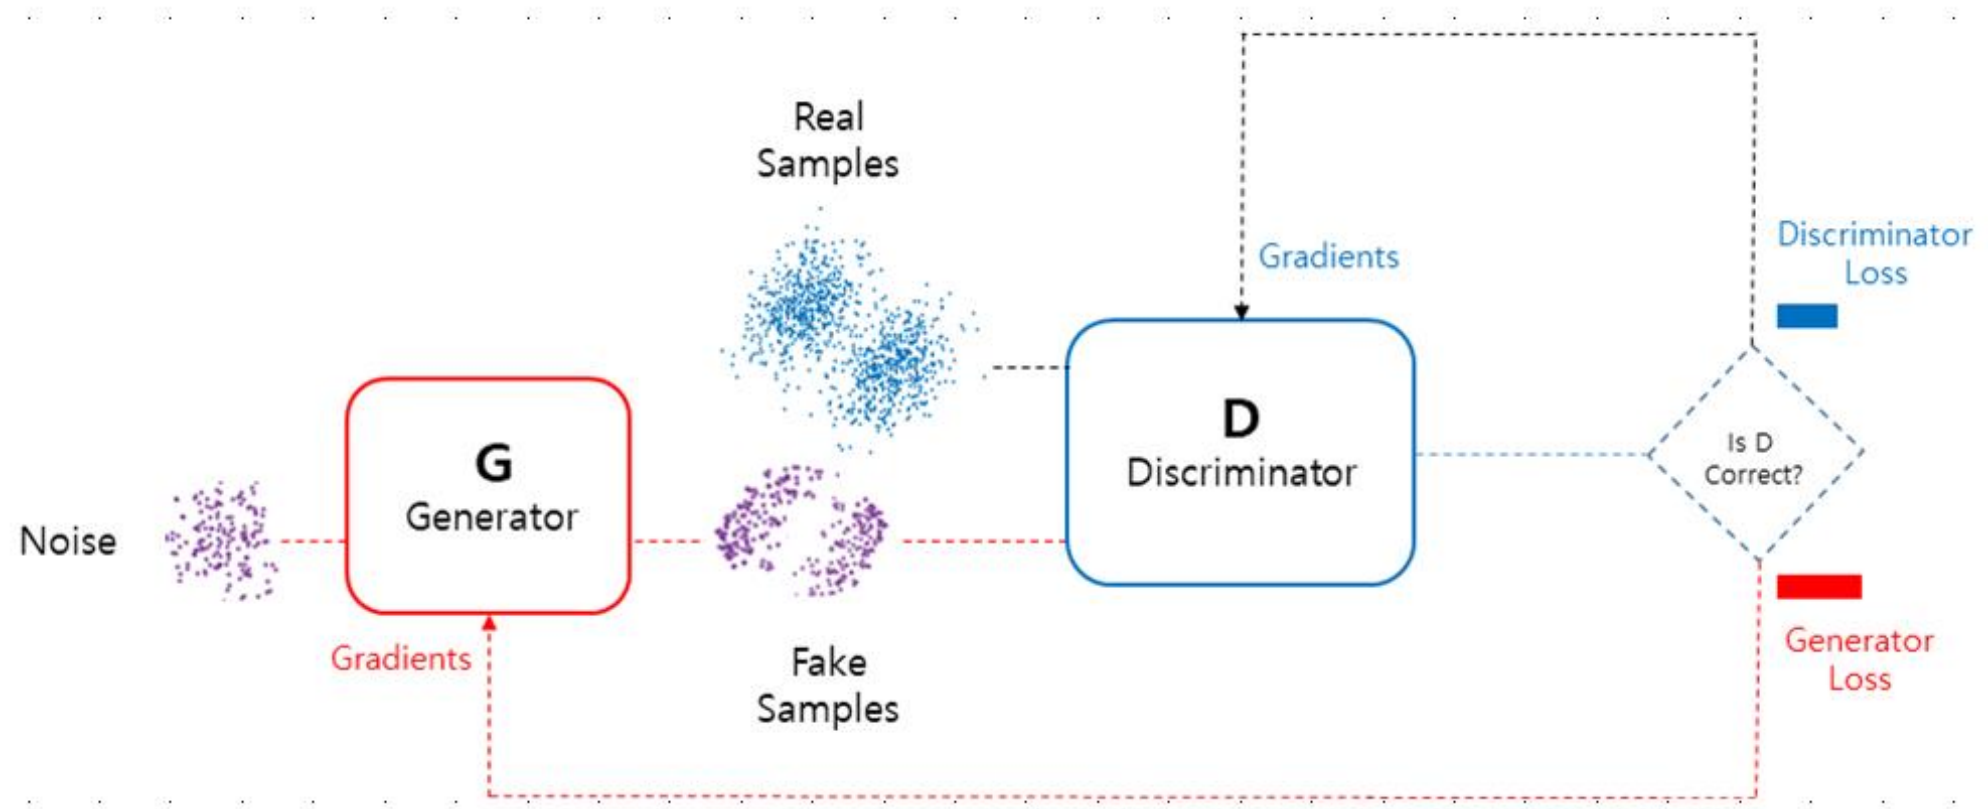 Real
Samples
Gradients
Discriminator
Loss
D
Discriminator
Is D
Correct?
G
Generator
Noise
Gradients
Fake
Samples
Generator
Loss